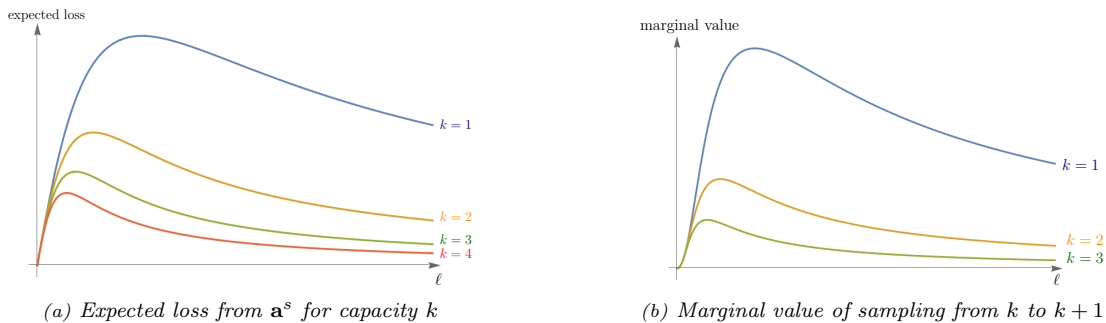 expected loss
k = 1
k = 2
k = 3
k = 4
ℓ
(a) Expected loss from aˢ for capacity k
marginal value
k = 1
k = 2
k = 3
ℓ
(b) Marginal value of sampling from k to k + 1